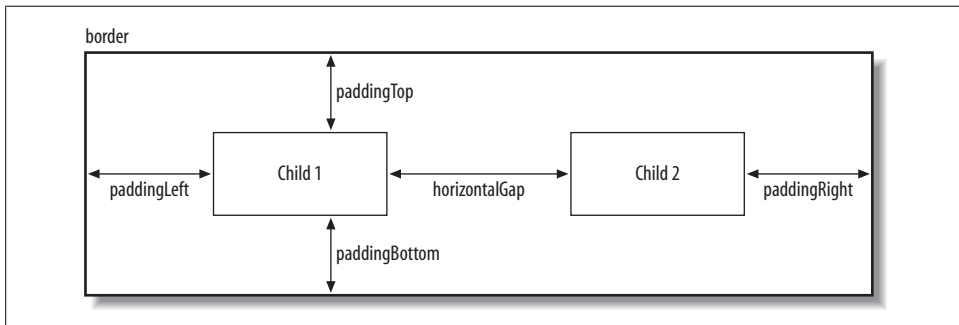 border
paddingTop
Child 1
Child 2
paddingLeft
horizontalGap
paddingRight
paddingBottom